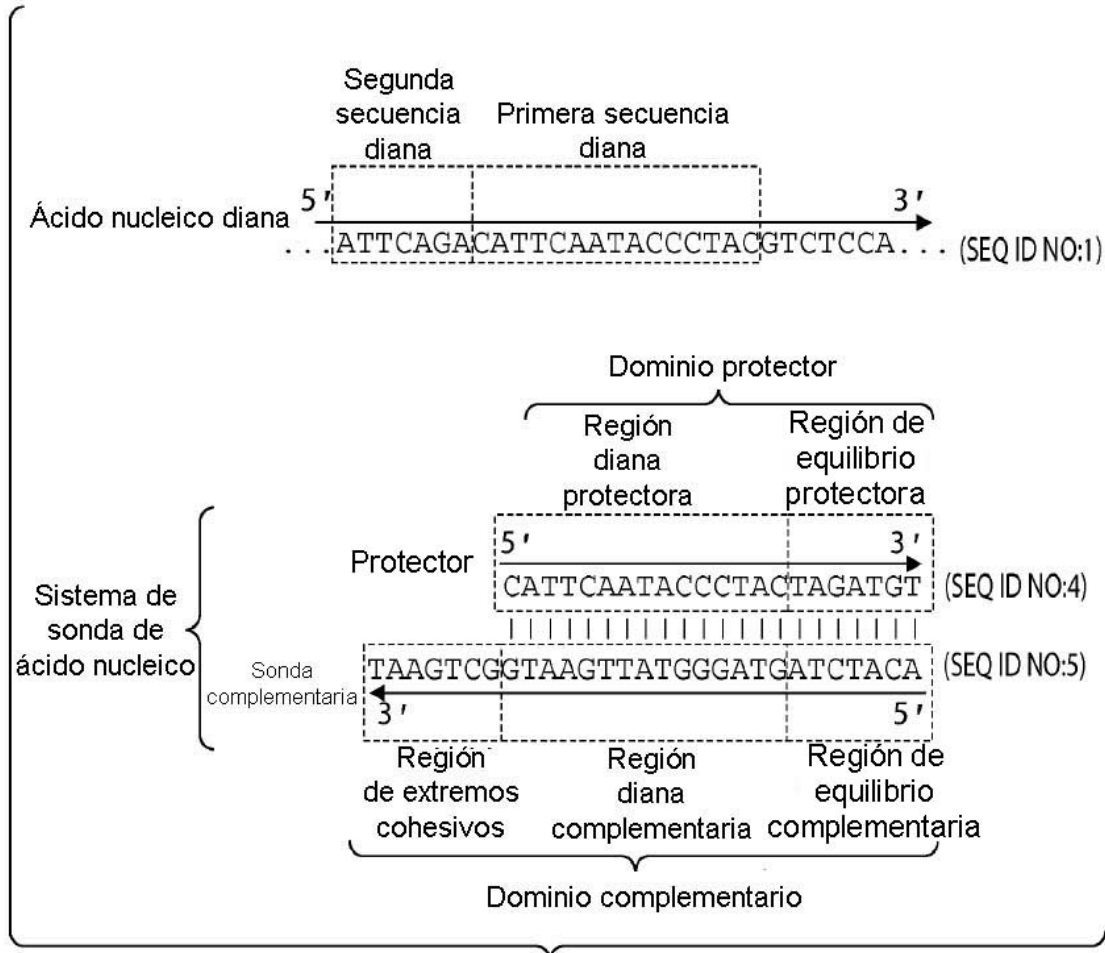 Segunda
secuencia
diana
Primera secuencia
diana
Ácido nucleico diana
5'
3'
...ATTCAGACATTCAATACCCTACGTCTCCA...
(SEQ ID NO:1)
Dominio protector
Región
diana
protectora
Región de
equilibrio
protectora
Sistema de
sonda de
ácido nucleico
Protector
5'
3'
CATTCAATACCCTACTAGATGT
(SEQ ID NO:4)
Sonda
complementaria
TAAGTCGGTAAGTTATGGGATGATCTACA
(SEQ ID NO:5)
3'
5'
Región
de extremos
cohesivos
Región
diana
complementaria
Región de
equilibrio
complementaria
Dominio complementario